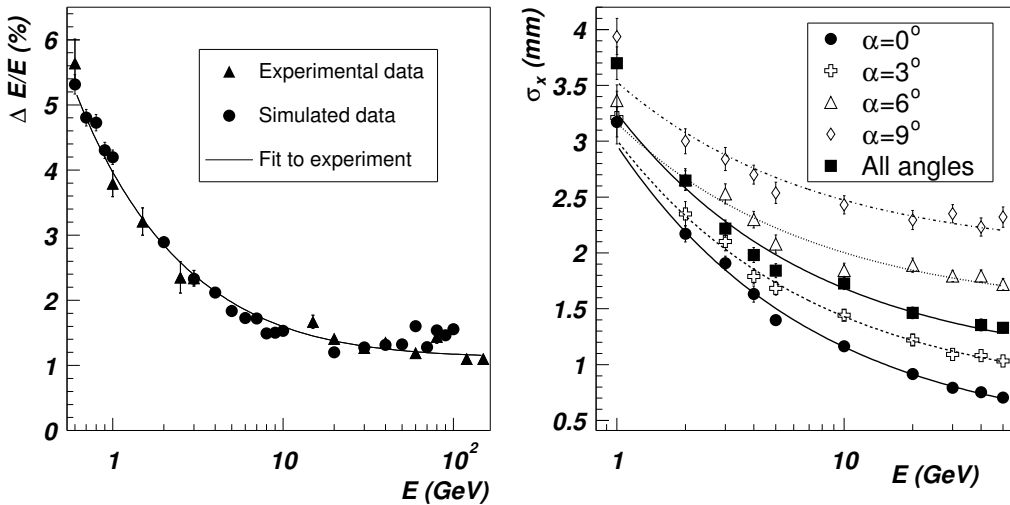 Δ E/E (%)
6
5
4
3
2
1
0
1
10
10²
E (GeV)
Experimental data
Simulated data
Fit to experiment
σₓ (mm)
4
3.5
3
2.5
2
1.5
1
0.5
1
10
E (GeV)
α=0°
α=3°
α=6°
α=9°
All angles